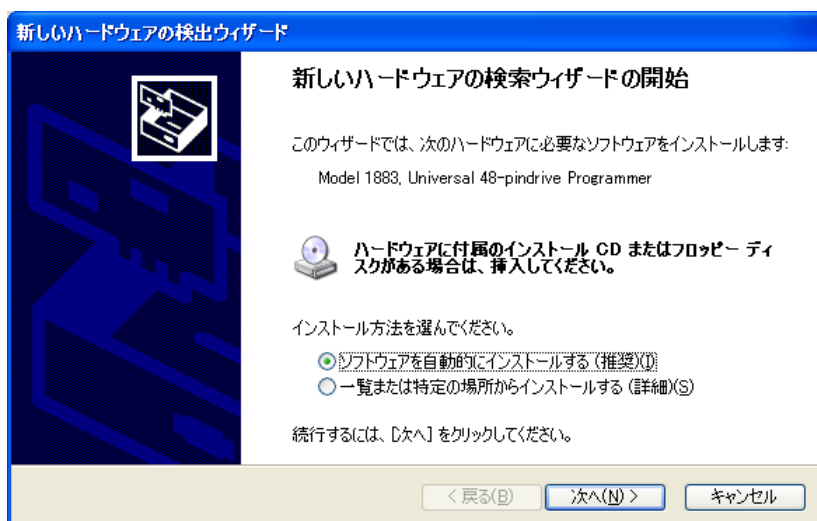 新しいハードウェアの検出ウィザード
新しいハードウェアの検索ウィザードの開始
このウィザードでは、次のハードウェアに必要なソフトウェアをインストールします:
Model 1883, Universal 48-pindrive Programmer
ハードウェアに付属のインストール CD またはフロッピー ディ
スクがある場合は、挿入してください。
インストール方法を選んでください。
ソフトウェアを自動的にインストールする (推奨)(I)
一覧または特定の場所からインストールする (詳細)(S)
続行するには、[次へ] をクリックしてください。
< 戻る(B) 次へ(N) > キャンセル